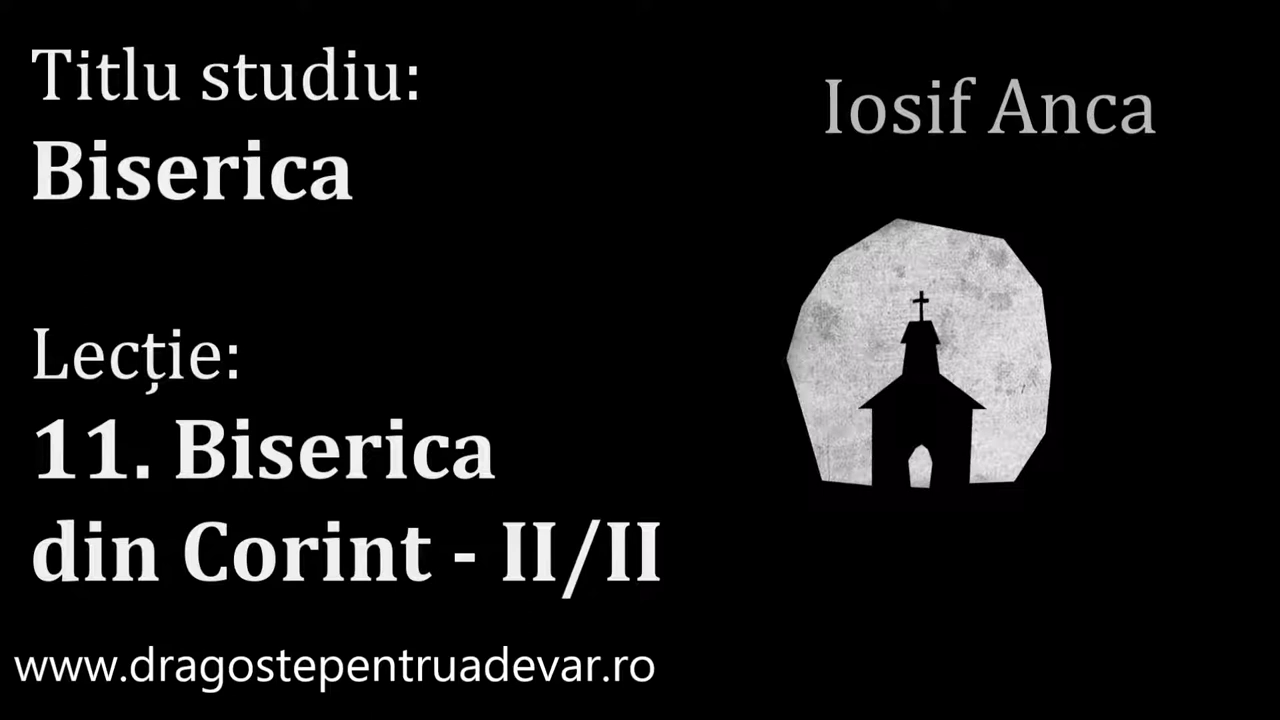 Titlu studiu:
Biserica
Iosif Anca
Lecție:
11. Biserica
din Corint - II/II
www.dragostepentruadevar.ro